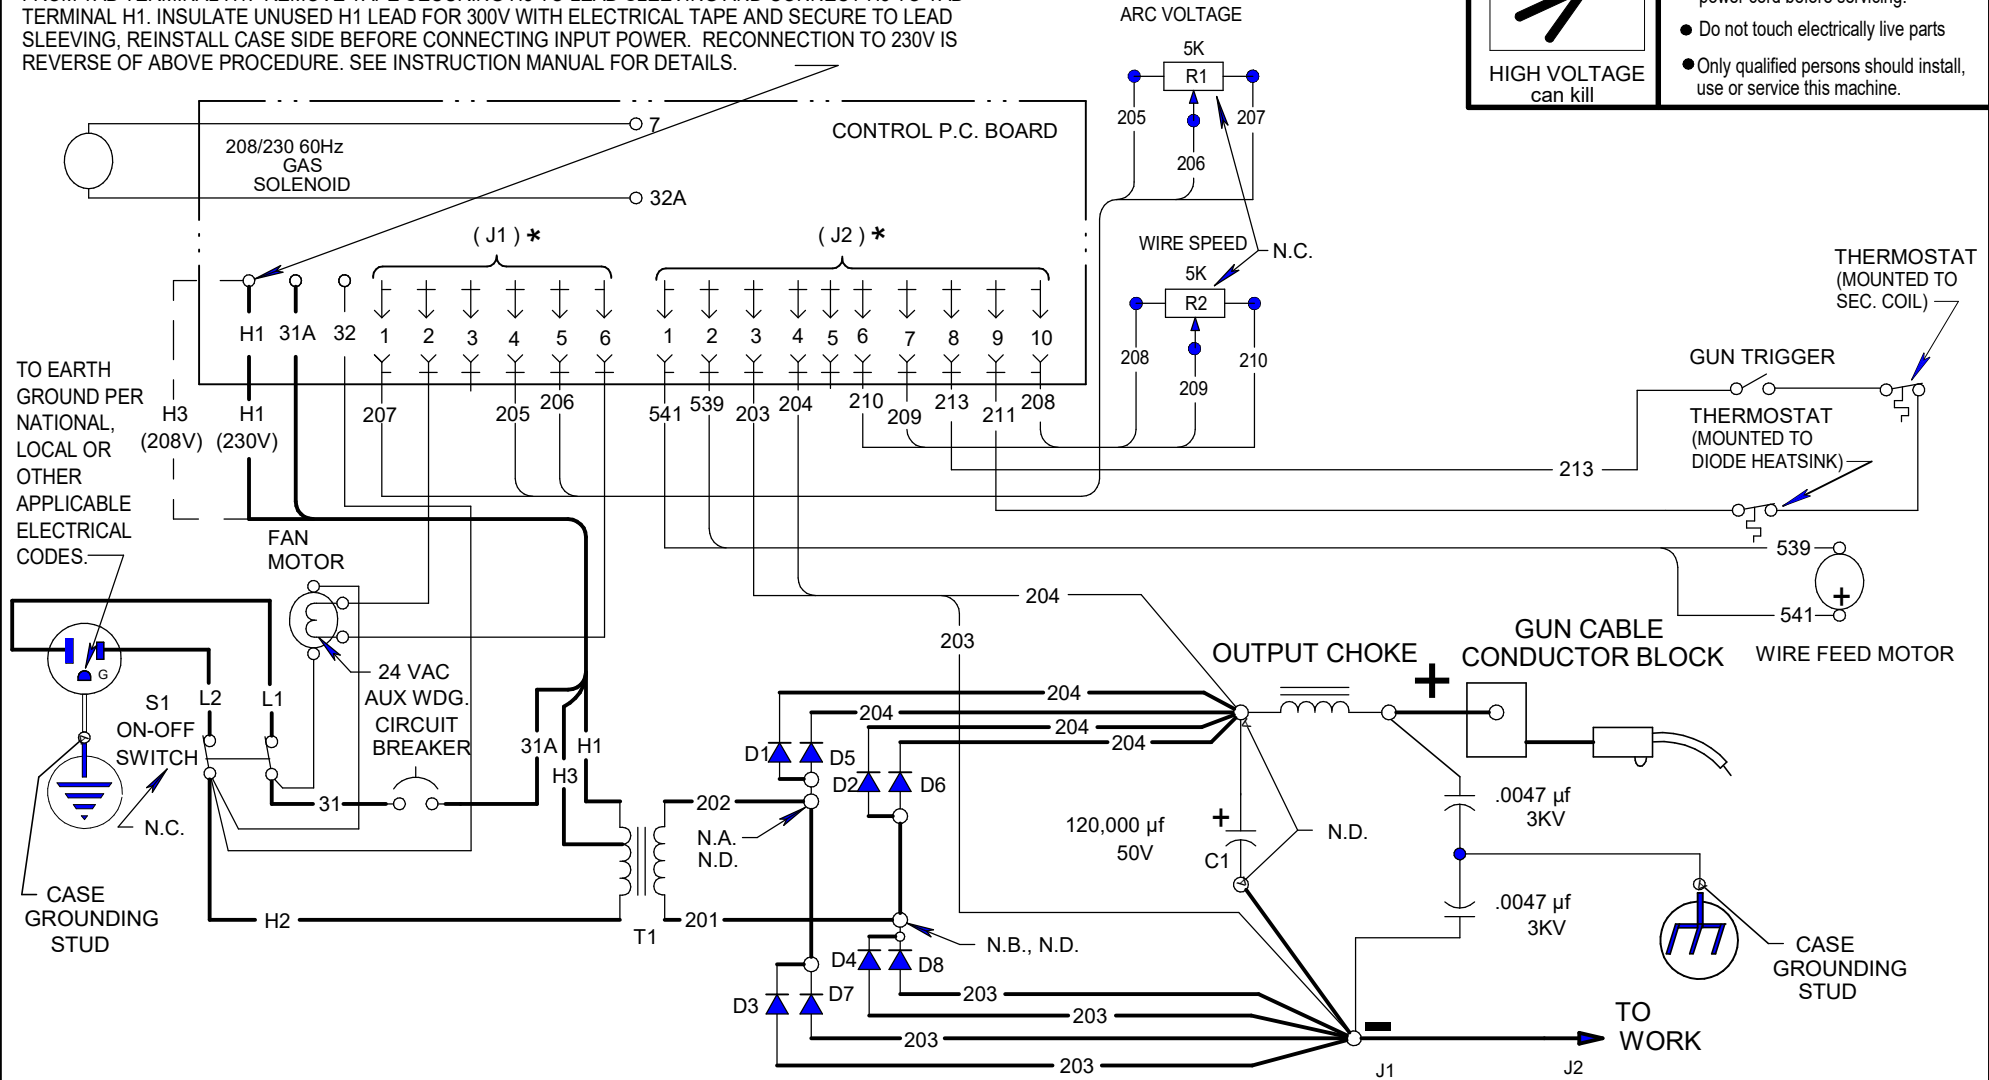 TERMINAL H1. INSULATE UNUSED H1 LEAD FOR 300V WITH ELECTRICAL TAPE AND SECURE TO LEAD
SLEEVING, REINSTALL CASE SIDE BEFORE CONNECTING INPUT POWER. RECONNECTION TO 230V IS
REVERSE OF ABOVE PROCEDURE. SEE INSTRUCTION MANUAL FOR DETAILS.
HIGH VOLTAGE
can kill
power cord before servicing.
● Do not touch electrically live parts
● Only qualified persons should install,
use or service this machine.
ARC VOLTAGE
5K
R1
205
207
206
WIRE SPEED
5K
R2
N.C.
208
210
209
7
CONTROL P.C. BOARD
208/230 60Hz
GAS
SOLENOID
32A
( J1 ) *
( J2 ) *
H1 31A 32 1 2 3 4 5 6 1 2 3 4 5 6 7 8 9 10
H3
(208V)
H1
(230V)
207 205 206 541 539 203 204 210 209 213 211 208
TO EARTH
GROUND PER
NATIONAL,
LOCAL OR
OTHER
APPLICABLE
ELECTRICAL
CODES.
THERMOSTAT
(MOUNTED TO
SEC. COIL)
GUN TRIGGER
THERMOSTAT
(MOUNTED TO
DIODE HEATSINK)
213
539
+
541
WIRE FEED MOTOR
FAN
MOTOR
24 VAC
AUX WDG.
CIRCUIT
BREAKER
G
S1
ON-OFF
SWITCH
N.C.
L2
L1
31
31A
H3
H1
H2
CASE
GROUNDING
STUD
T1
202
201
N.A.
N.D.
N.B., N.D.
204
203
204
204
204
204
D1
D5
D2
D6
D4
D8
D3
D7
203
203
203
203
OUTPUT CHOKE
+
GUN CABLE
CONDUCTOR BLOCK
120,000 µf
50V
+
C1
N.D.
.0047 µf
3KV
.0047 µf
3KV
CASE
GROUNDING
STUD
TO
WORK
J1
J2